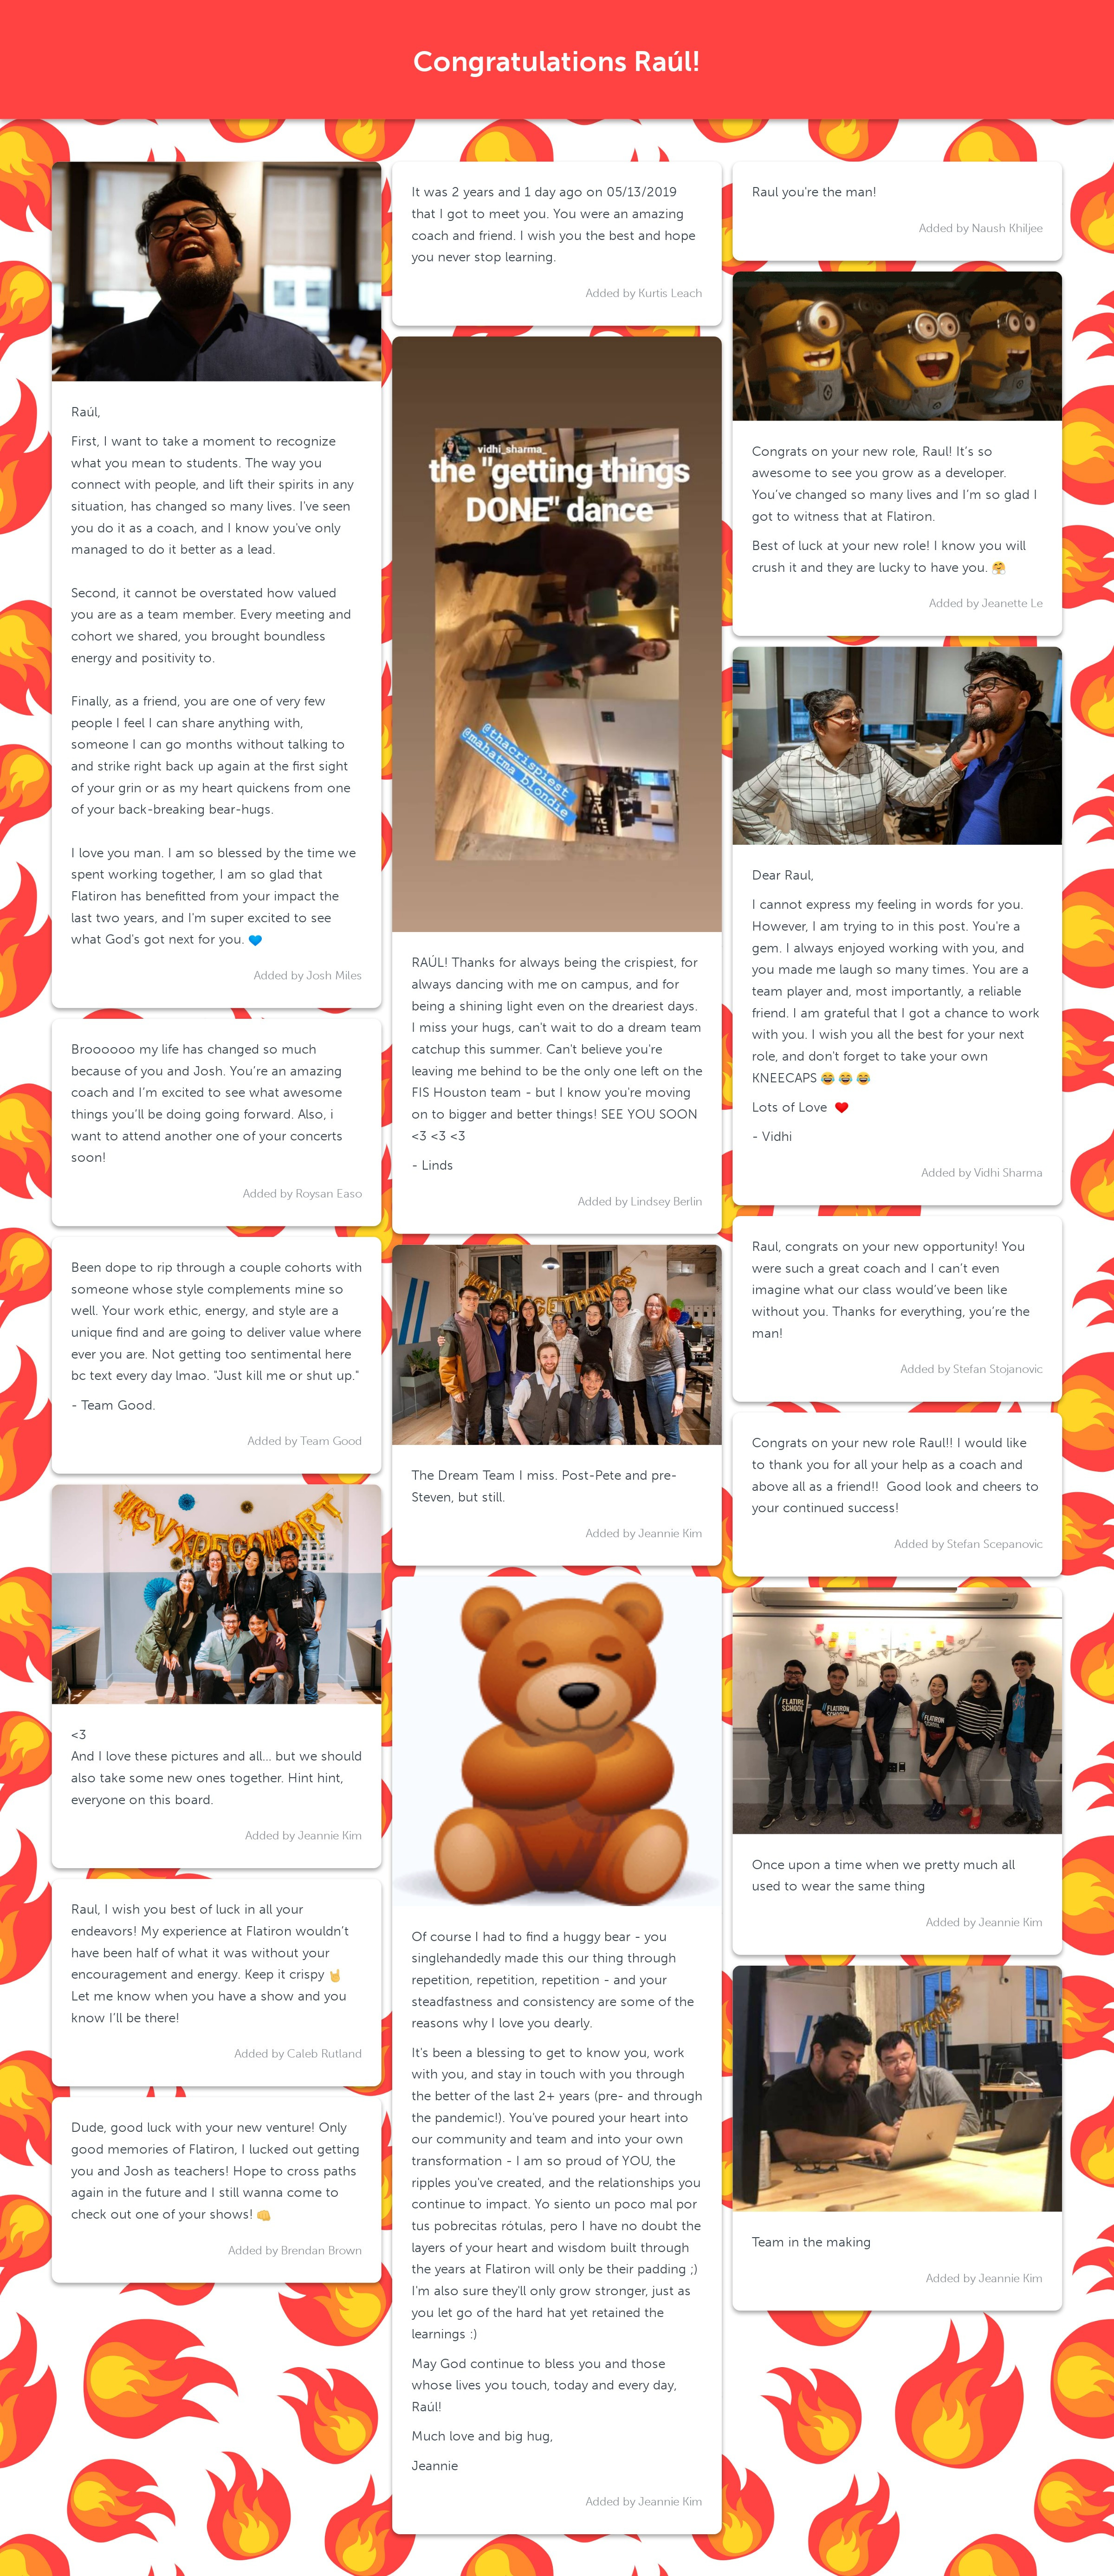 Congratulations Raúl!
Raúl,
First, I want to take a moment to recognize
what you mean to students. The way you
connect with people, and lift their spirits in any
situation, has changed so many lives. I've seen
you do it as a coach, and I know you've only
managed to do it better as a lead.
Second, it cannot be overstated how valued
you are as a team member. Every meeting and
cohort we shared, you brought boundless
energy and positivity to.
Finally, as a friend, you are one of very few
people I feel I can share anything with,
someone I can go months without talking to
and strike right back up again at the first sight
of your grin or as my heart quickens from one
of your back-breaking bear-hugs.
I love you man. I am so blessed by the time we
spent working together, I am so glad that
Flatiron has benefitted from your impact the
last two years, and I'm super excited to see
what God's got next for you. 💙
Added by Josh Miles
Broooooo my life has changed so much
because of you and Josh. You're an amazing
coach and I'm excited to see what awesome
things you'll be doing going forward. Also, i
want to attend another one of your concerts
soon!
Added by Roysan Easo
Been dope to rip through a couple cohorts with
someone whose style complements mine so
well. Your work ethic, energy, and style are a
unique find and are going to deliver value where
ever you are. Not getting too sentimental here
bc text every day lmao. "Just kill me or shut up."
- Team Good.
Added by Team Good
<3
And I love these pictures and all... but we should
also take some new ones together. Hint hint,
everyone on this board.
Added by Jeannie Kim
Raul, I wish you best of luck in all your
endeavors! My experience at Flatiron wouldn't
have been half of what it was without your
encouragement and energy. Keep it crispy 🤘
Let me know when you have a show and you
know I'll be there!
Added by Caleb Rutland
Dude, good luck with your new venture! Only
good memories of Flatiron, I lucked out getting
you and Josh as teachers! Hope to cross paths
again in the future and I still wanna come to
check out one of your shows! 👊
Added by Brendan Brown
It was 2 years and 1 day ago on 05/13/2019
that I got to meet you. You were an amazing
coach and friend. I wish you the best and hope
you never stop learning.
Added by Kurtis Leach
vidhi_sharma_
the "getting things
DONE" dance
@thacrispiest
@mahatma_blondie
RAÚL! Thanks for always being the crispiest, for
always dancing with me on campus, and for
being a shining light even on the dreariest days.
I miss your hugs, can't wait to do a dream team
catchup this summer. Can't believe you're
leaving me behind to be the only one left on the
FIS Houston team - but I know you're moving
on to bigger and better things! SEE YOU SOON
<3 <3 <3
- Linds
Added by Lindsey Berlin
The Dream Team I miss. Post-Pete and pre-
Steven, but still.
Added by Jeannie Kim
Of course I had to find a huggy bear - you
singlehandedly made this our thing through
repetition, repetition, repetition - and your
steadfastness and consistency are some of the
reasons why I love you dearly.
It's been a blessing to get to know you, work
with you, and stay in touch with you through
the better of the last 2+ years (pre- and through
the pandemic!). You've poured your heart into
our community and team and into your own
transformation - I am so proud of YOU, the
ripples you've created, and the relationships you
continue to impact. Yo siento un poco mal por
tus pobrecitas rótulas, pero I have no doubt the
layers of your heart and wisdom built through
the years at Flatiron will only be their padding ;)
I'm also sure they'll only grow stronger, just as
you let go of the hard hat yet retained the
learnings :)
May God continue to bless you and those
whose lives you touch, today and every day,
Raúl!
Much love and big hug,
Jeannie
Added by Jeannie Kim
Raul you're the man!
Added by Naush Khiljee
Congrats on your new role, Raul! It's so
awesome to see you grow as a developer.
You've changed so many lives and I'm so glad I
got to witness that at Flatiron.
Best of luck at your new role! I know you will
crush it and they are lucky to have you. 🤗
Added by Jeanette Le
Dear Raul,
I cannot express my feeling in words for you.
However, I am trying to in this post. You're a
gem. I always enjoyed working with you, and
you made me laugh so many times. You are a
team player and, most importantly, a reliable
friend. I am grateful that I got a chance to work
with you. I wish you all the best for your next
role, and don't forget to take your own
KNEECAPS 😂 😂 😂
Lots of Love ❤️
- Vidhi
Added by Vidhi Sharma
Raul, congrats on your new opportunity! You
were such a great coach and I can't even
imagine what our class would've been like
without you. Thanks for everything, you're the
man!
Added by Stefan Stojanovic
Congrats on your new role Raul!! I would like
to thank you for all your help as a coach and
above all as a friend!! Good look and cheers to
your continued success!
Added by Stefan Scepanovic
FLATIRON
SCHOOL
FLATIRON
SCHOOL
FLATIRON
SCHOOL
Once upon a time when we pretty much all
used to wear the same thing
Added by Jeannie Kim
Team in the making
Added by Jeannie Kim